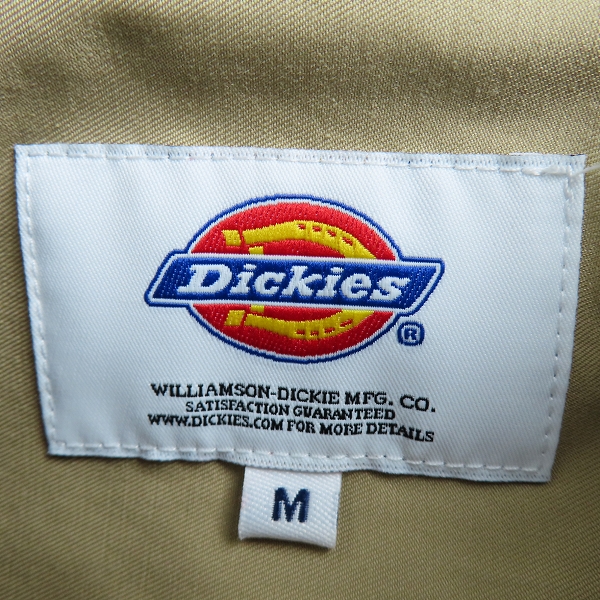 Dickies
®
WILLIAMSON-DICKIE MFG. CO.
SATISFACTION GUARANTEED
WWW.DICKIES.COM FOR MORE DETAILS
M